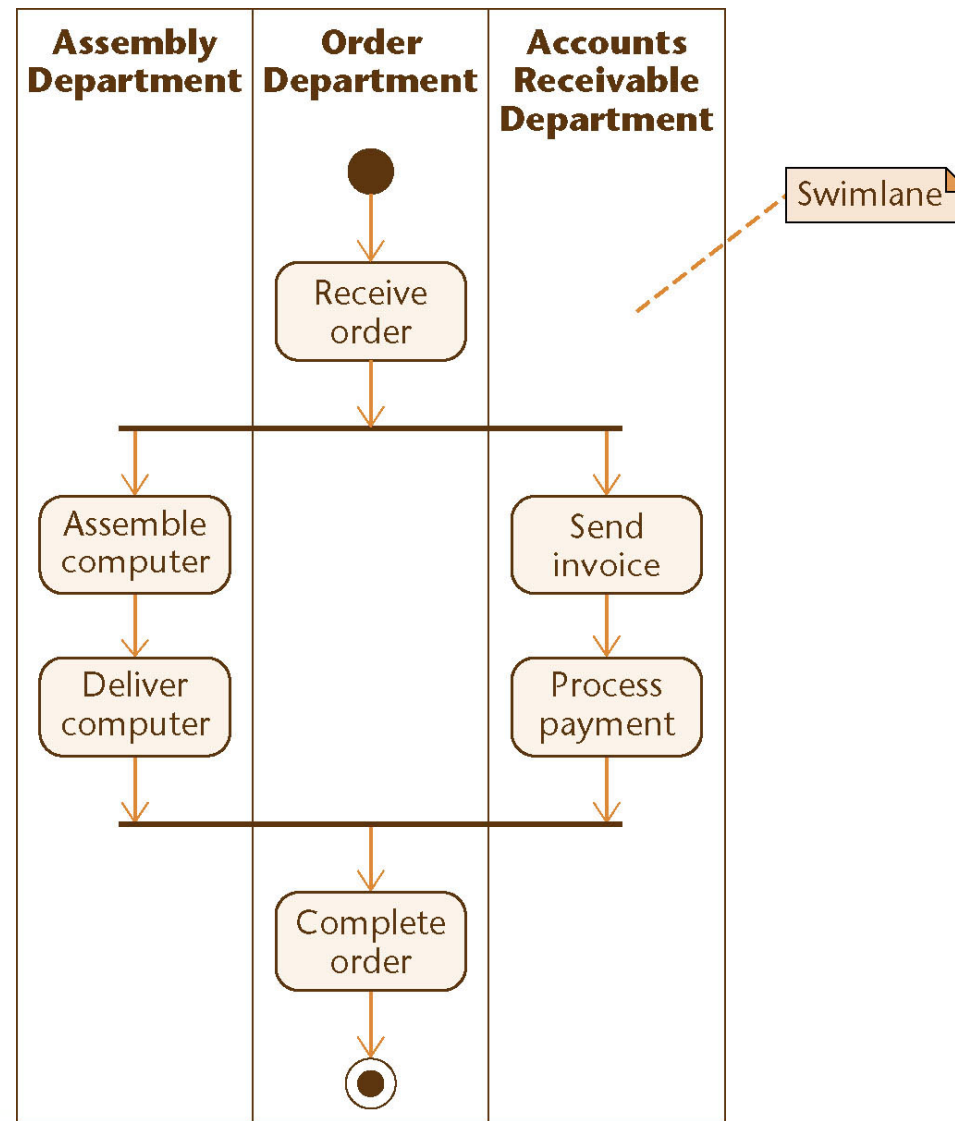 Assembly
Department
Order
Department
Accounts
Receivable
Department
Swimlane
Receive
order
Assemble
computer
Send
invoice
Deliver
computer
Process
payment
Complete
order